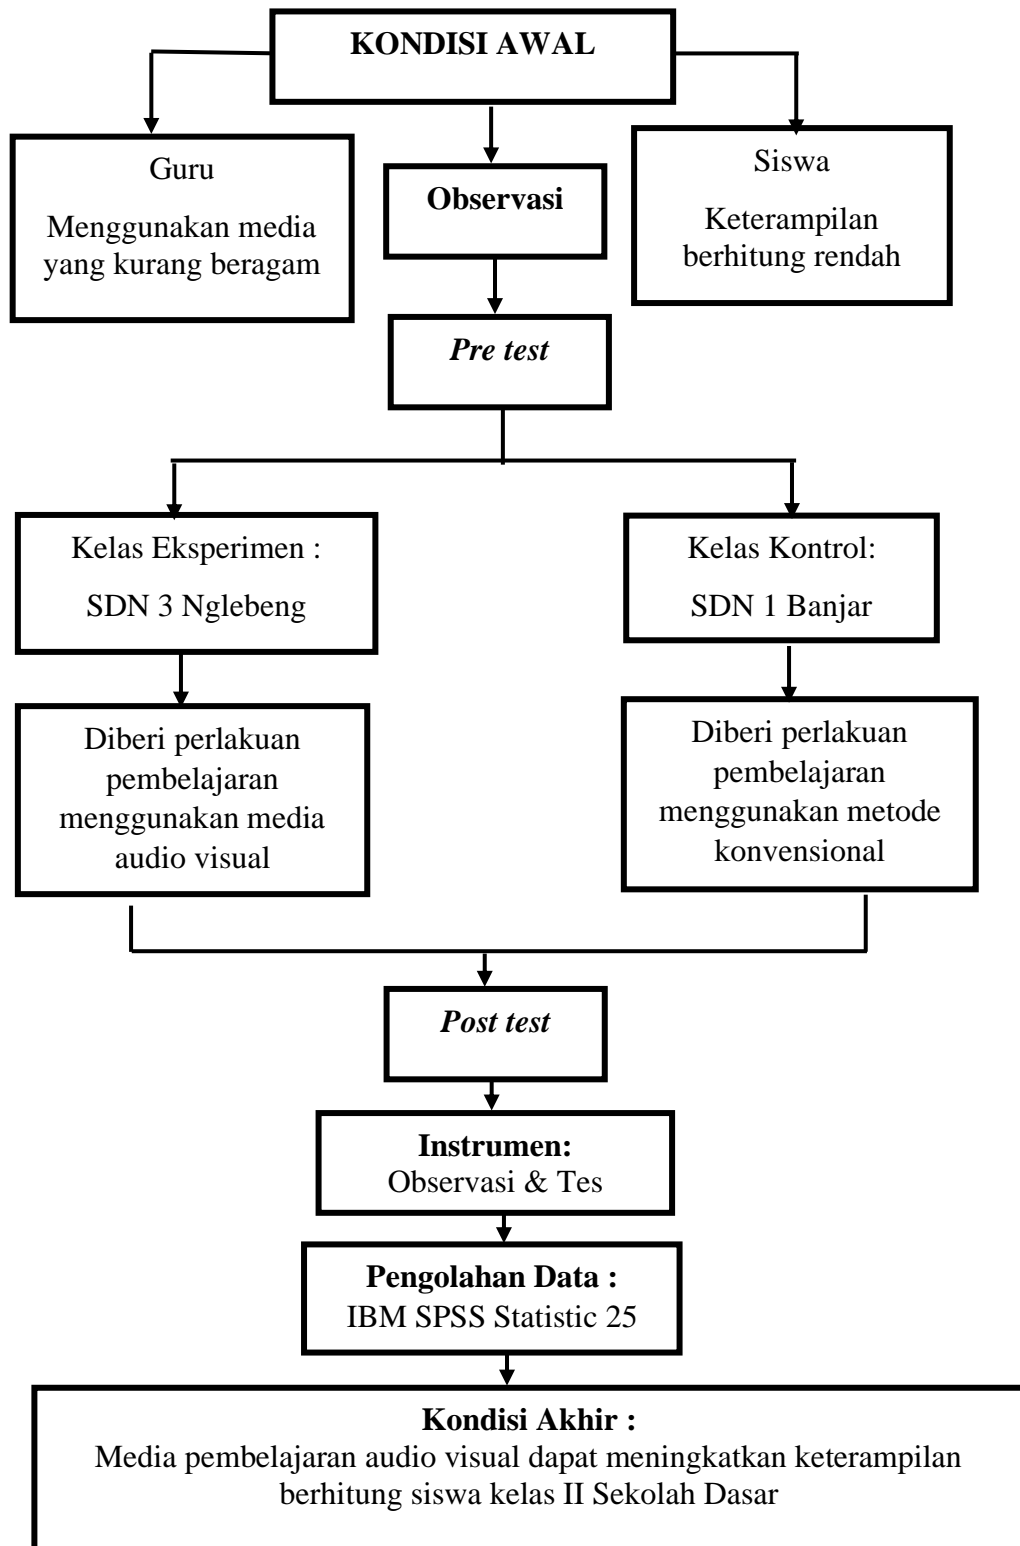 KONDISI AWAL
Guru
Menggunakan media
yang kurang beragam
Observasi
Siswa
Keterampilan
berhitung rendah
Pre test
Kelas Eksperimen :
SDN 3 Nglebeng
Kelas Kontrol:
SDN 1 Banjar
Diberi perlakuan
pembelajaran
menggunakan media
audio visual
Diberi perlakuan
pembelajaran
menggunakan metode
konvensional
Post test
Instrumen:
Observasi & Tes
Pengolahan Data :
IBM SPSS Statistic 25
Kondisi Akhir :
Media pembelajaran audio visual dapat meningkatkan keterampilan
berhitung siswa kelas II Sekolah Dasar